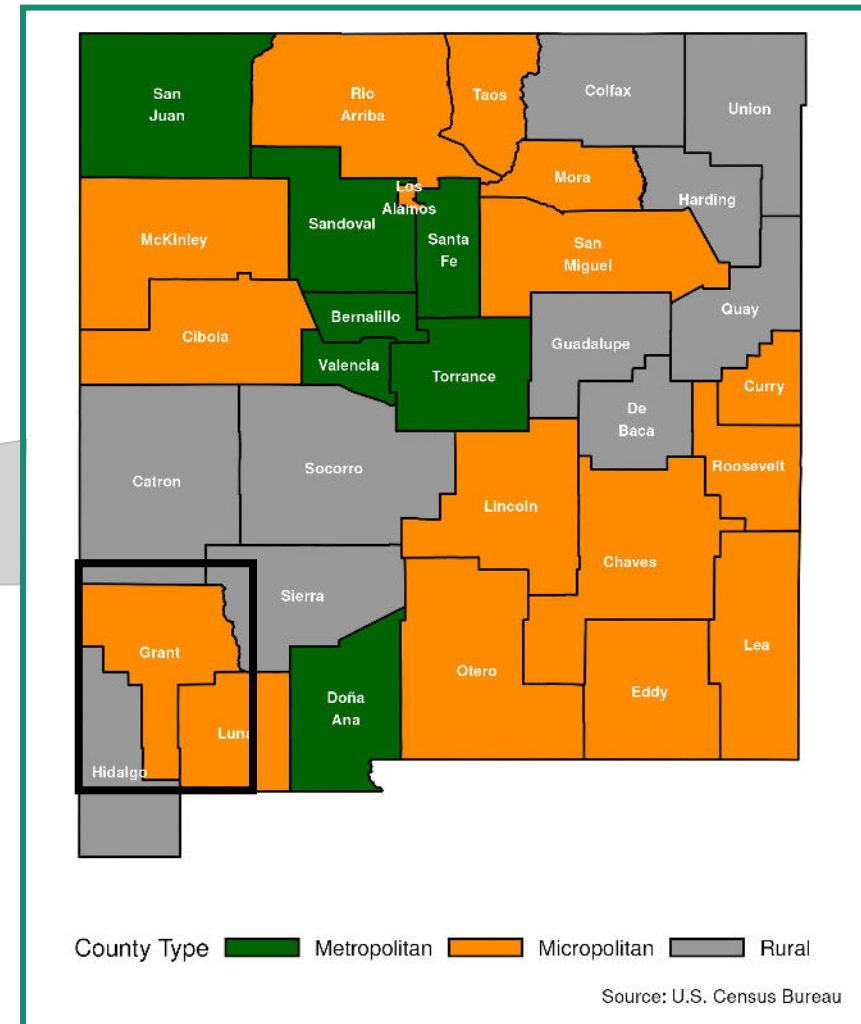 San
Juan
Rio
Arriba
Taos
Colfax
Union
Mora
Harding
Los
Alamos
McKinley
Sandoval
Santa
Fe
San
Miguel
Bernalillo
Quay
Cibola
Guadalupe
Valencia
Torrance
Curry
De
Baca
Catron
Socorro
Roosevelt
Lincoln
Chaves
Sierra
Grant
Otero
Lea
Eddy
Doña
Ana
Luna
Hidalgo
County Type Metropolitan Micropolitan Rural
Source: U.S. Census Bureau